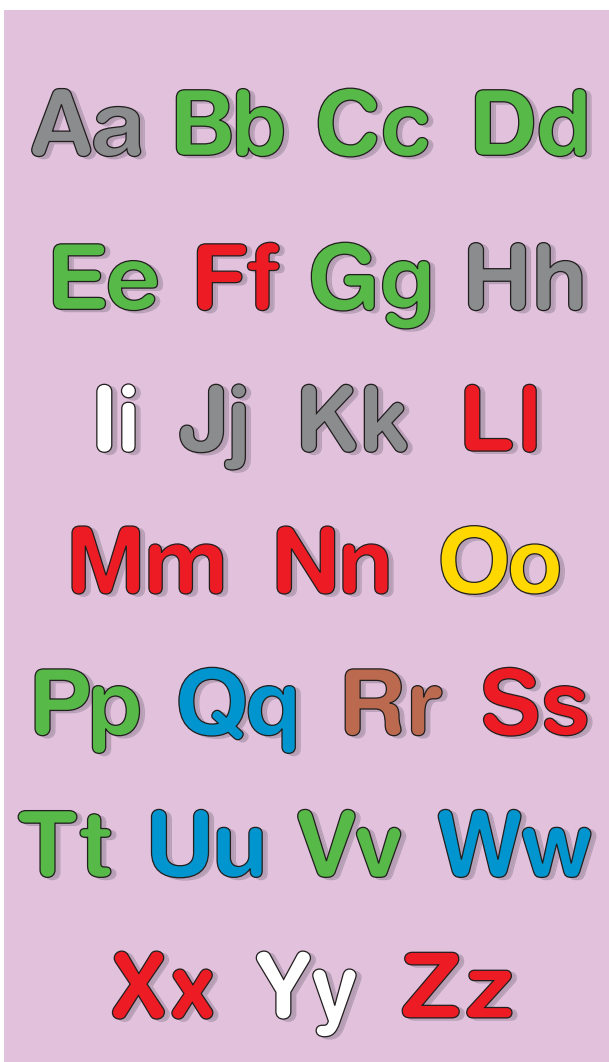 Aa Bb Cc Dd
Ee Ff Gg Hh
Ii Jj Kk Ll
Mm Nn Oo
Pp Qq Rr Ss
Tt Uu Vv Ww
Xx Yy Zz